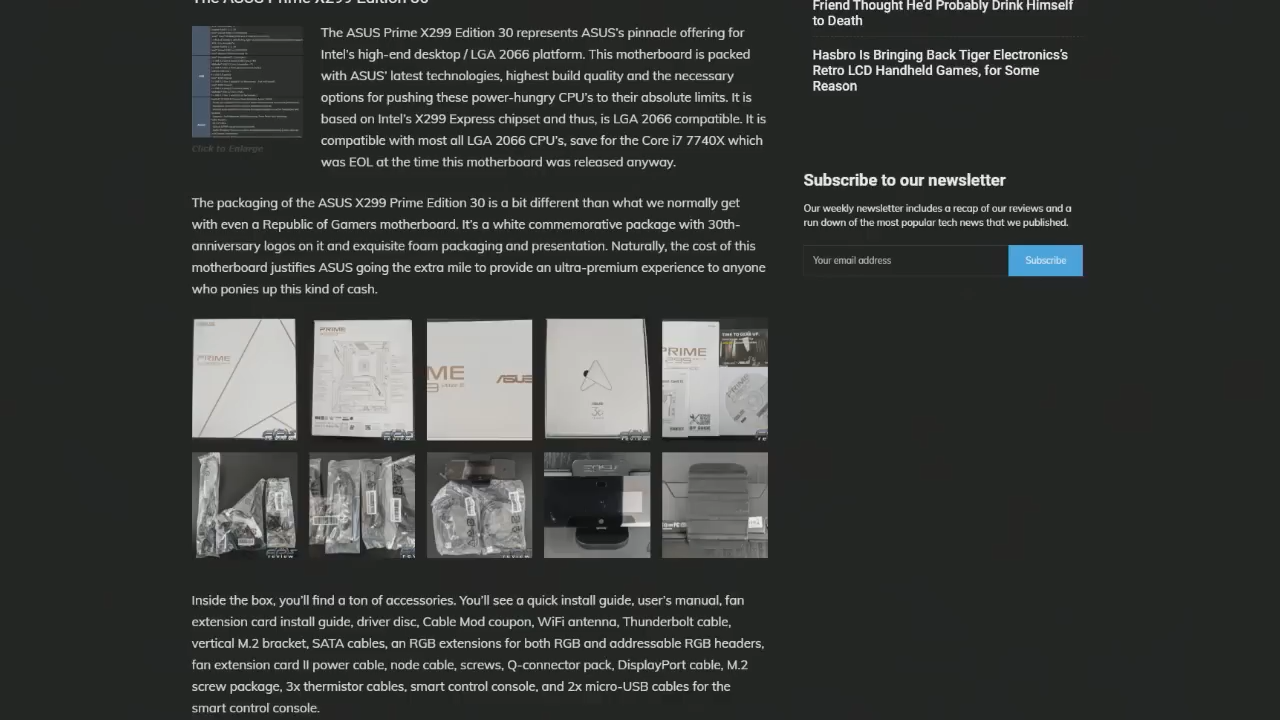 The ASUS Prime X299 Edition 30
The ASUS Prime X299 Edition 30 represents ASUS's pinnacle offering for
Intel's high end desktop / LGA 2066 platform. This motherboard is poured
with ASUS's latest technologies, highest build quality and the necessary
options for taking these plutocrary CPU's to their maximum limits. It is
based on Intel's X299 Express chipset and thus, is LGA 2066 compatible. It is
compatible with most all LGA 2066 CPU's, save for the Core i7 7740X which
was EOL at the time this motherboard was released anyway.
Click to Enlarge
The packaging of the ASUS X299 Prime Edition 30 is a bit different than what we normally get
with even a Republic of Gamers motherboard. It's a white commemorative package with 30th-
anniversary logos on it and exquisite foam packaging and presentation. Naturally, the cost of this
motherboard justifies ASUS going the extra mile to provide an ultra-premium experience to anyone
who ponies up this kind of cash.
PRIME
PRIME
ASUS
PRIME
Inside the box, you'll find a ton of accessories. You'll see a quick install guide, user's manual, fan
extension card install guide, driver disc, Cable Mod coupon, WiFi antenna, Thunderbolt cable,
vertical M.2 bracket, SATA cables, an RGB extensions for both RGB and addressable RGB headers,
fan extension card II power cable, node cable, screws, Q-connector pack, DisplayPort cable, M.2
screw package, 3x thermistor cables, smart control console, and 2x micro-USB cables for the
smart control console.
Friend Thought He'd Probably Drink Himself
to Death
Hasbro Is Bringing Back Tiger Electronics's
Retro LCD Handheld Games, for Some
Reason
Subscribe to our newsletter
Our weekly newsletter includes a recap of our reviews and a
run down of the most popular tech news that we published.
Your email address
Subscribe